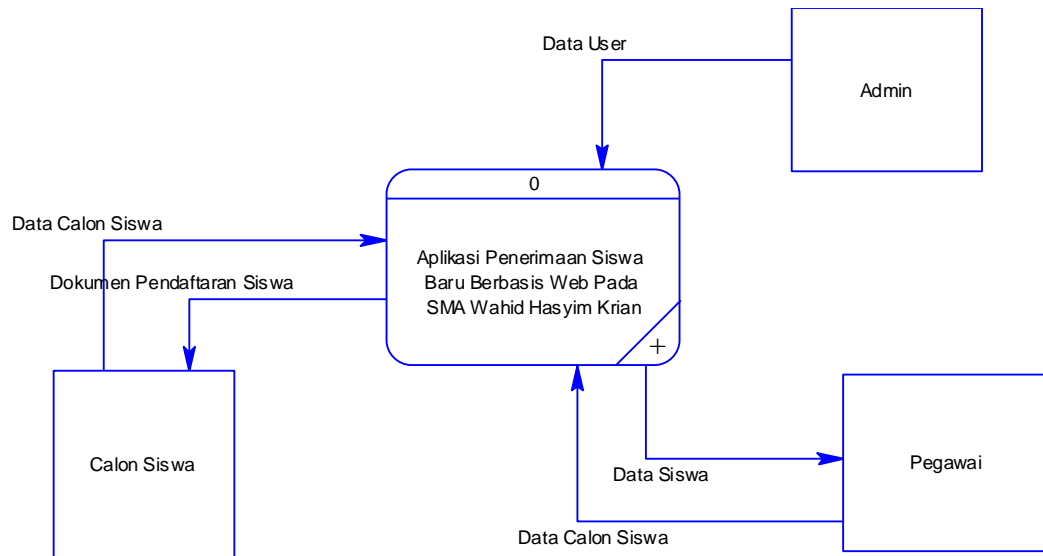 Data User
Admin
0
Aplikasi Penerimaan Siswa
Baru Berbasis Web Pada
SMA Wahid Hasyim Krian
+
Data Calon Siswa
Dokumen Pendaftaran Siswa
Calon Siswa
Data Siswa
Pegawai
Data Calon Siswa